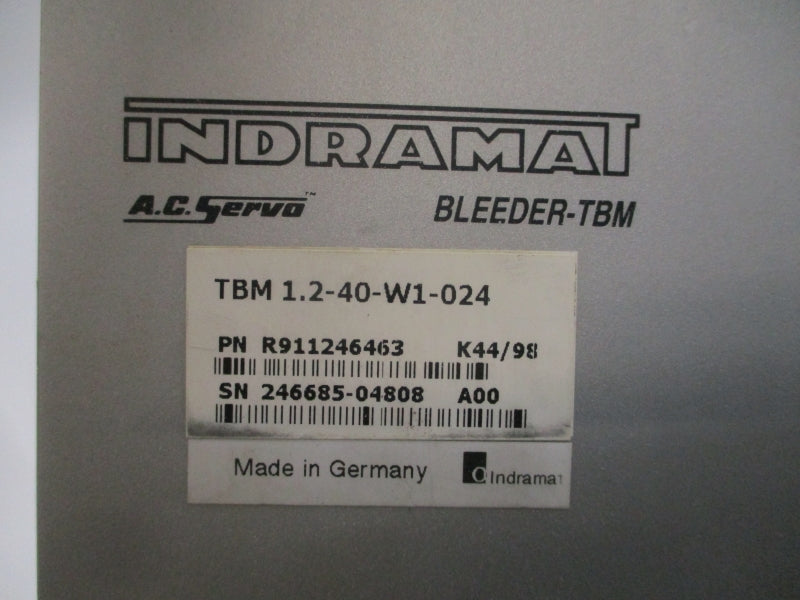 INDRAMAT
A.C. Servo™ BLEEDER-TBM
TBM 1.2-40-W1-024
PN R911246463 K44/98
SN 246685-04808 A00
Made in Germany Indramat